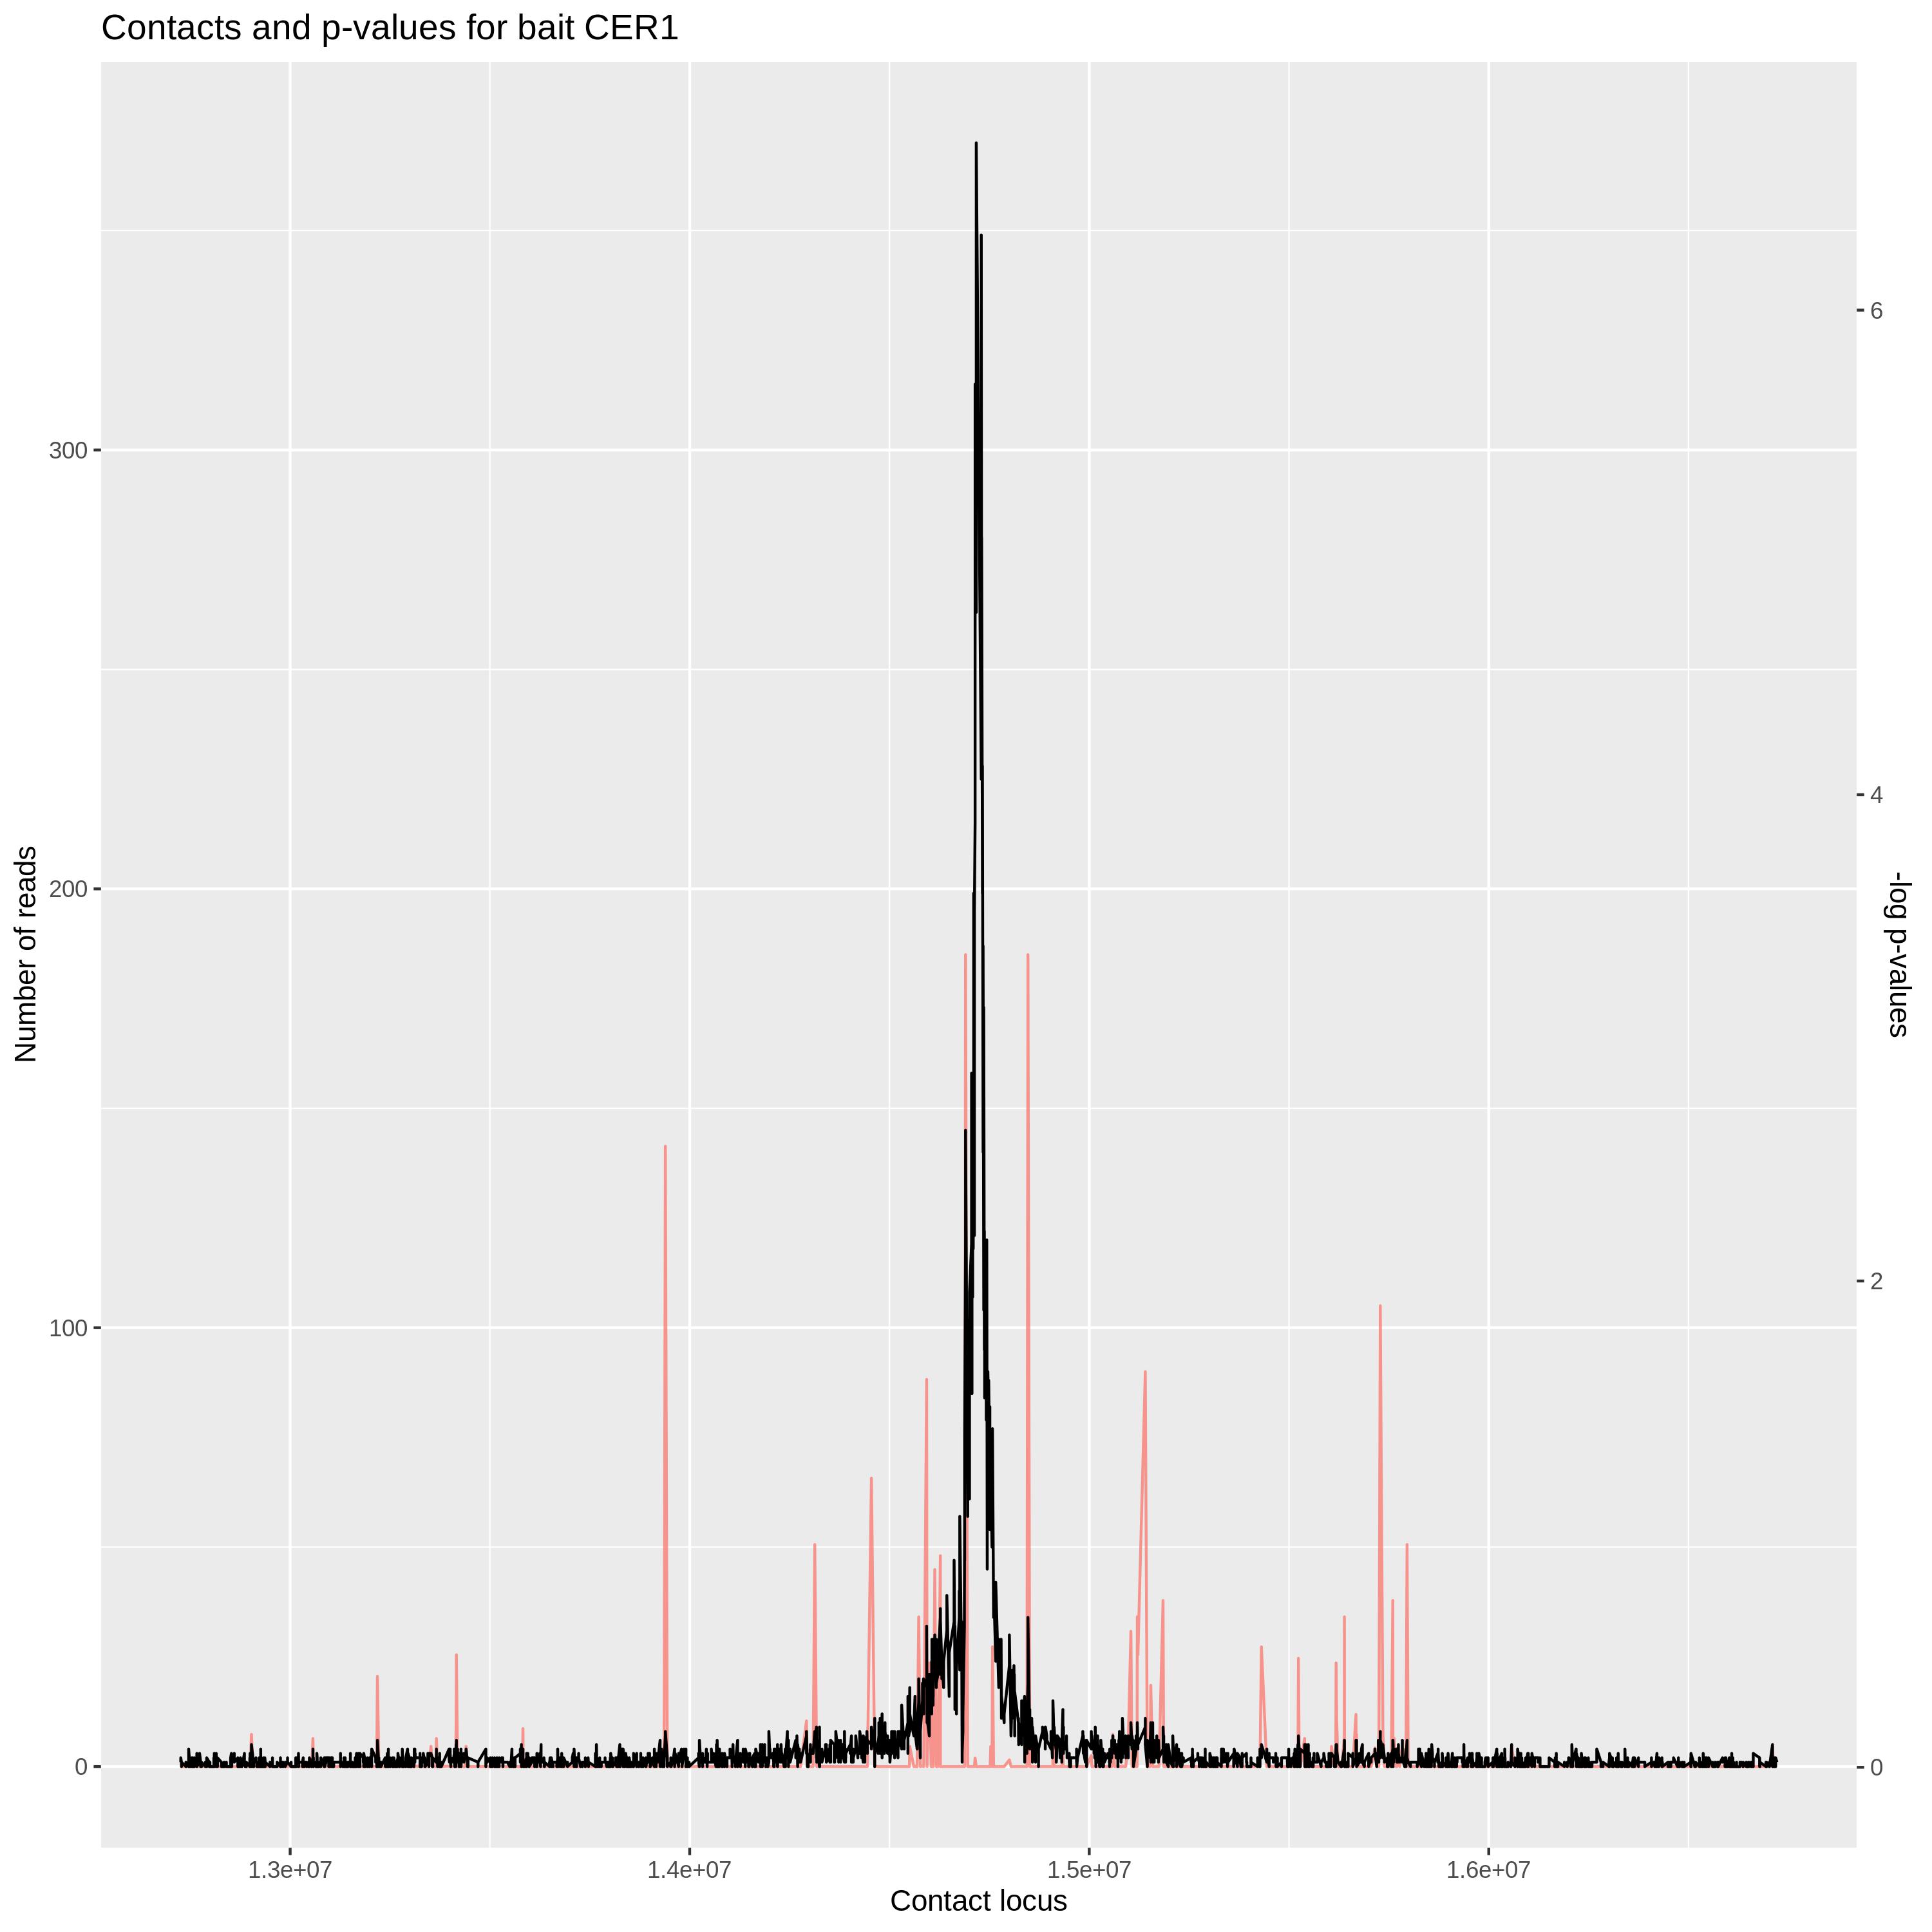 Contacts and p-values for bait CER1
Number of reads
300
200
100
0
6
4
2
0
-log p-values
1.3e+07 1.4e+07 1.5e+07 1.6e+07
Contact locus